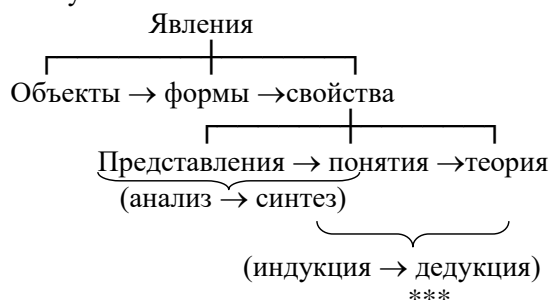 Явления
Объекты → формы →свойства
Представления → понятия →теория
(анализ → синтез)
(индукция → дедукция)
***